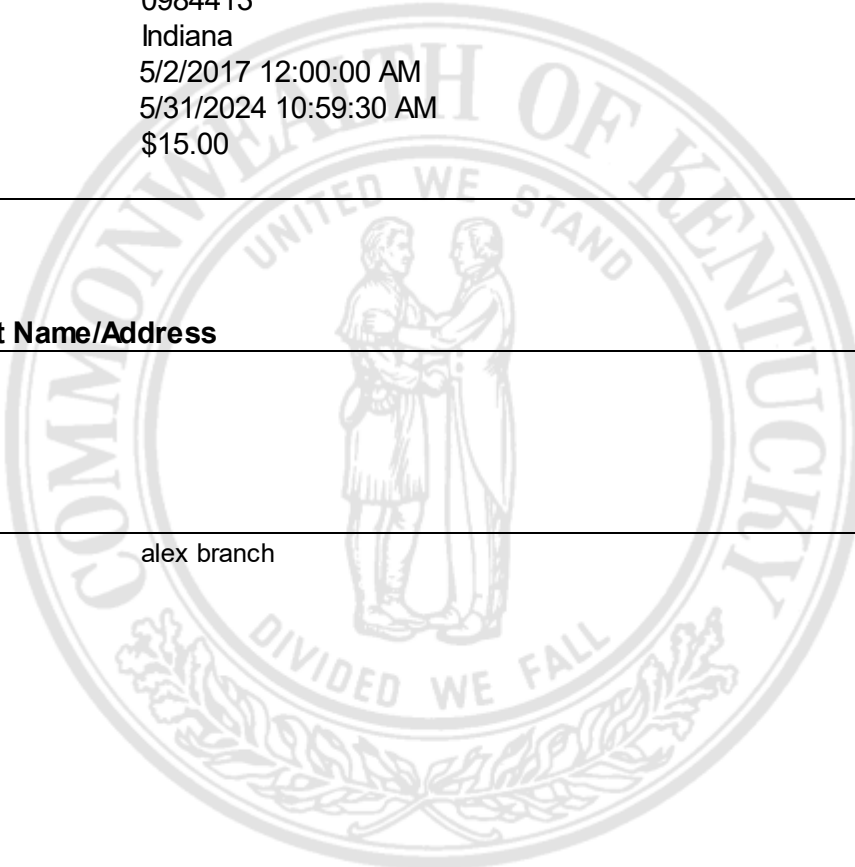 0984413
Indiana
5/2/2017 12:00:00 AM
5/31/2024 10:59:30 AM
$15.00
COMMONWEALTH OF KENTUCKY
UNITED WE STAND
t Name/Address
alex branch
DIVIDED WE FALL